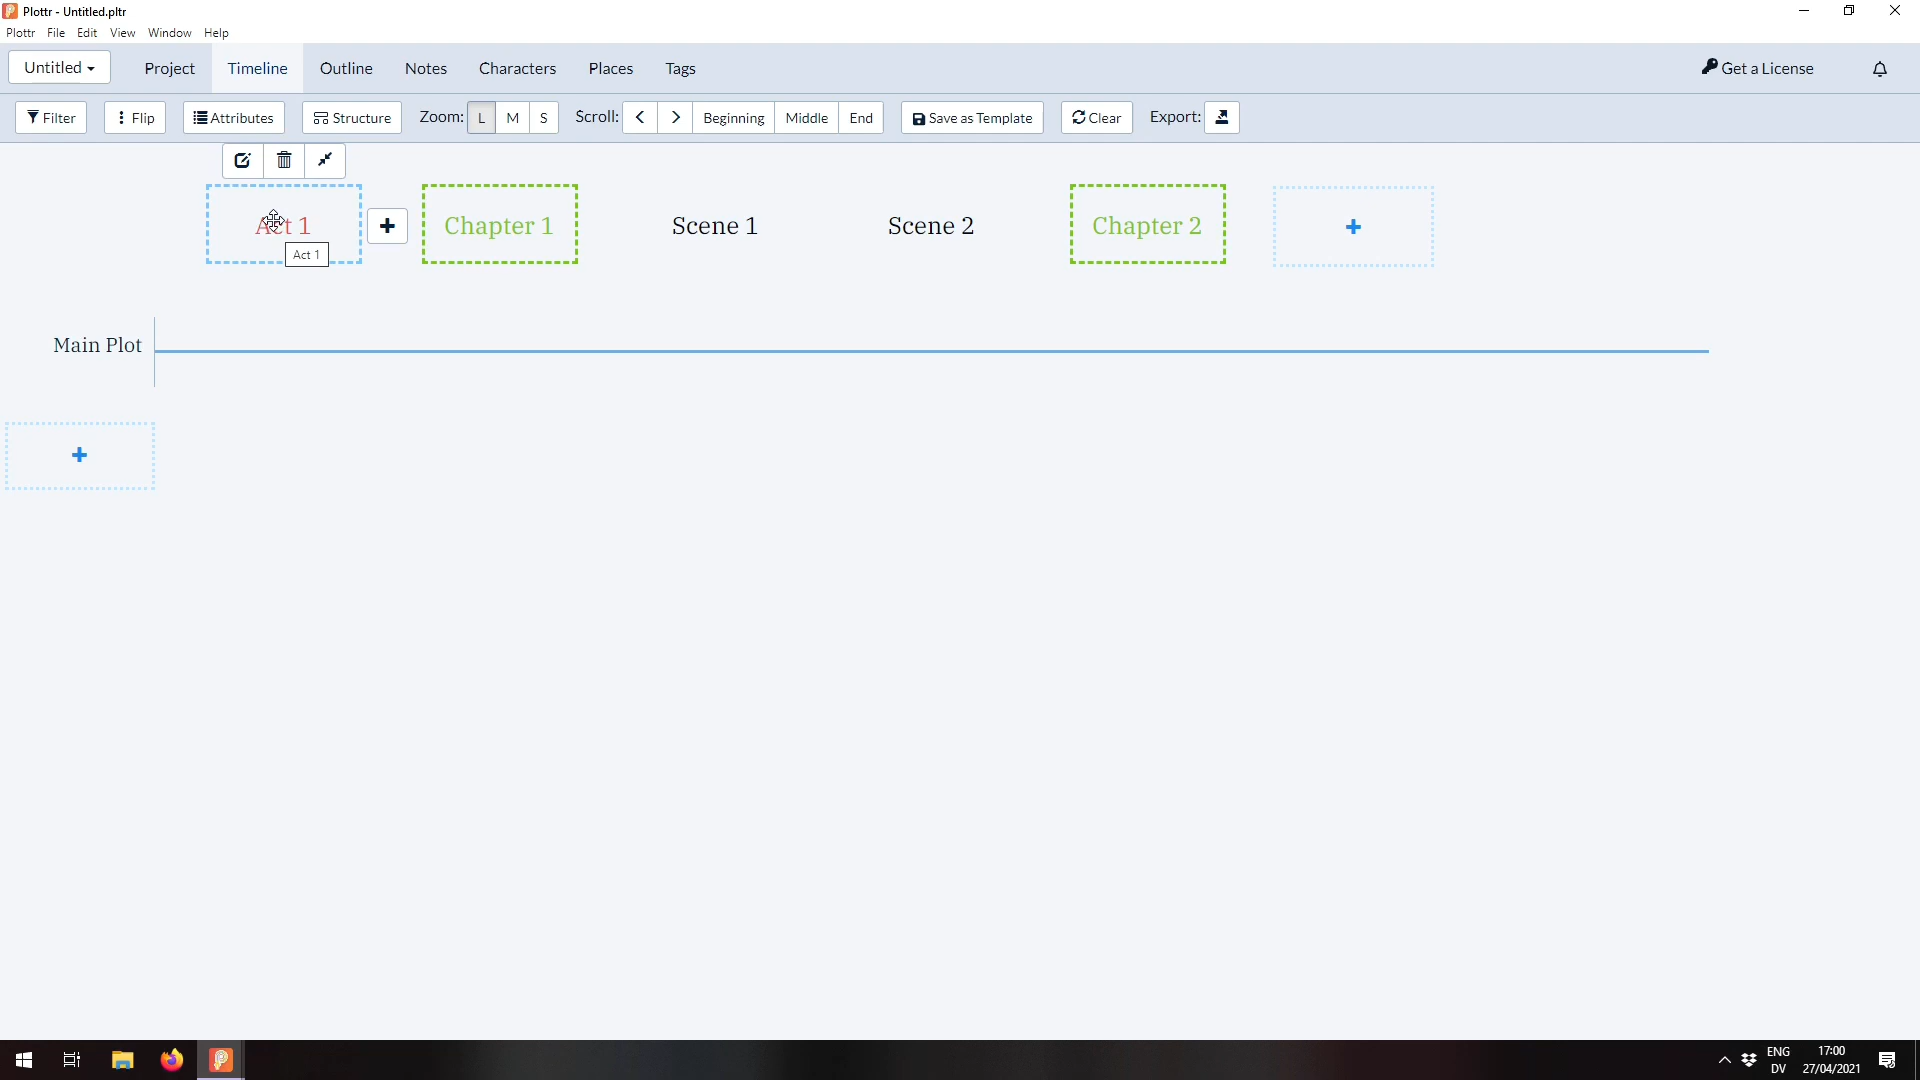 Plottr - Untitled.pltr
Plottr File Edit View Window Help
Untitled Project Timeline Outline Notes Characters Places Tags Get a License
Filter Flip Attributes Structure Zoom: L M S Scroll: Beginning Middle End Save as Template Clear Export:
Act 1 Chapter 1 Scene 1 Scene 2 Chapter 2
Act 1
Main Plot
ENG 17:00
DV 27/04/2021